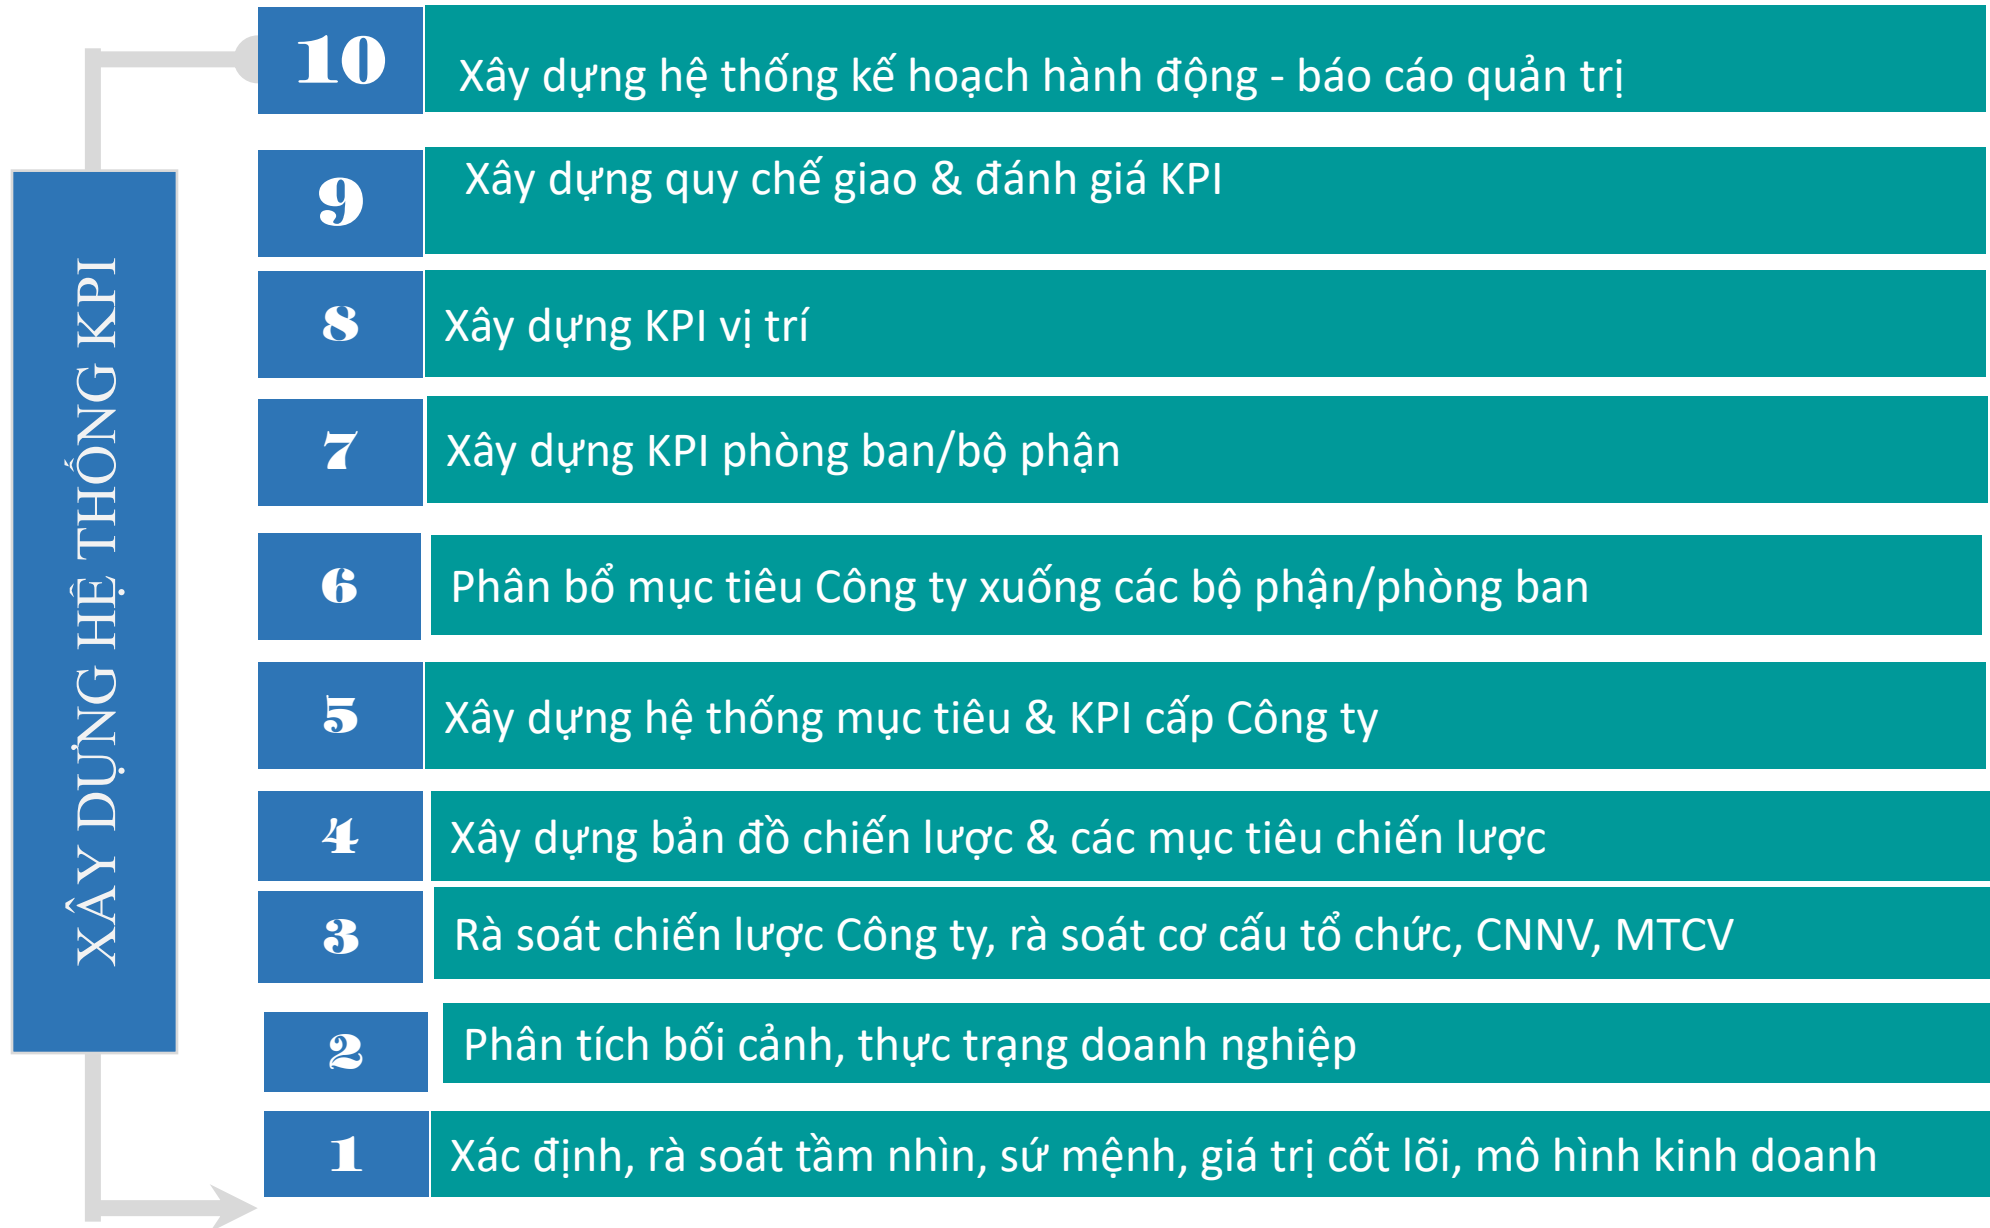 XÂY DỰNG HỆ THỐNG KPI
10
Xây dựng hệ thống kế hoạch hành động - báo cáo quản trị
9
Xây dựng quy chế giao & đánh giá KPI
8
Xây dựng KPI vị trí
7
Xây dựng KPI phòng ban/bộ phận
6
Phân bổ mục tiêu Công ty xuống các bộ phận/phòng ban
5
Xây dựng hệ thống mục tiêu & KPI cấp Công ty
4
Xây dựng bản đồ chiến lược & các mục tiêu chiến lược
3
Rà soát chiến lược Công ty, rà soát cơ cấu tổ chức, CNNV, MTCV
2
Phân tích bối cảnh, thực trạng doanh nghiệp
1
Xác định, rà soát tầm nhìn, sứ mệnh, giá trị cốt lõi, mô hình kinh doanh